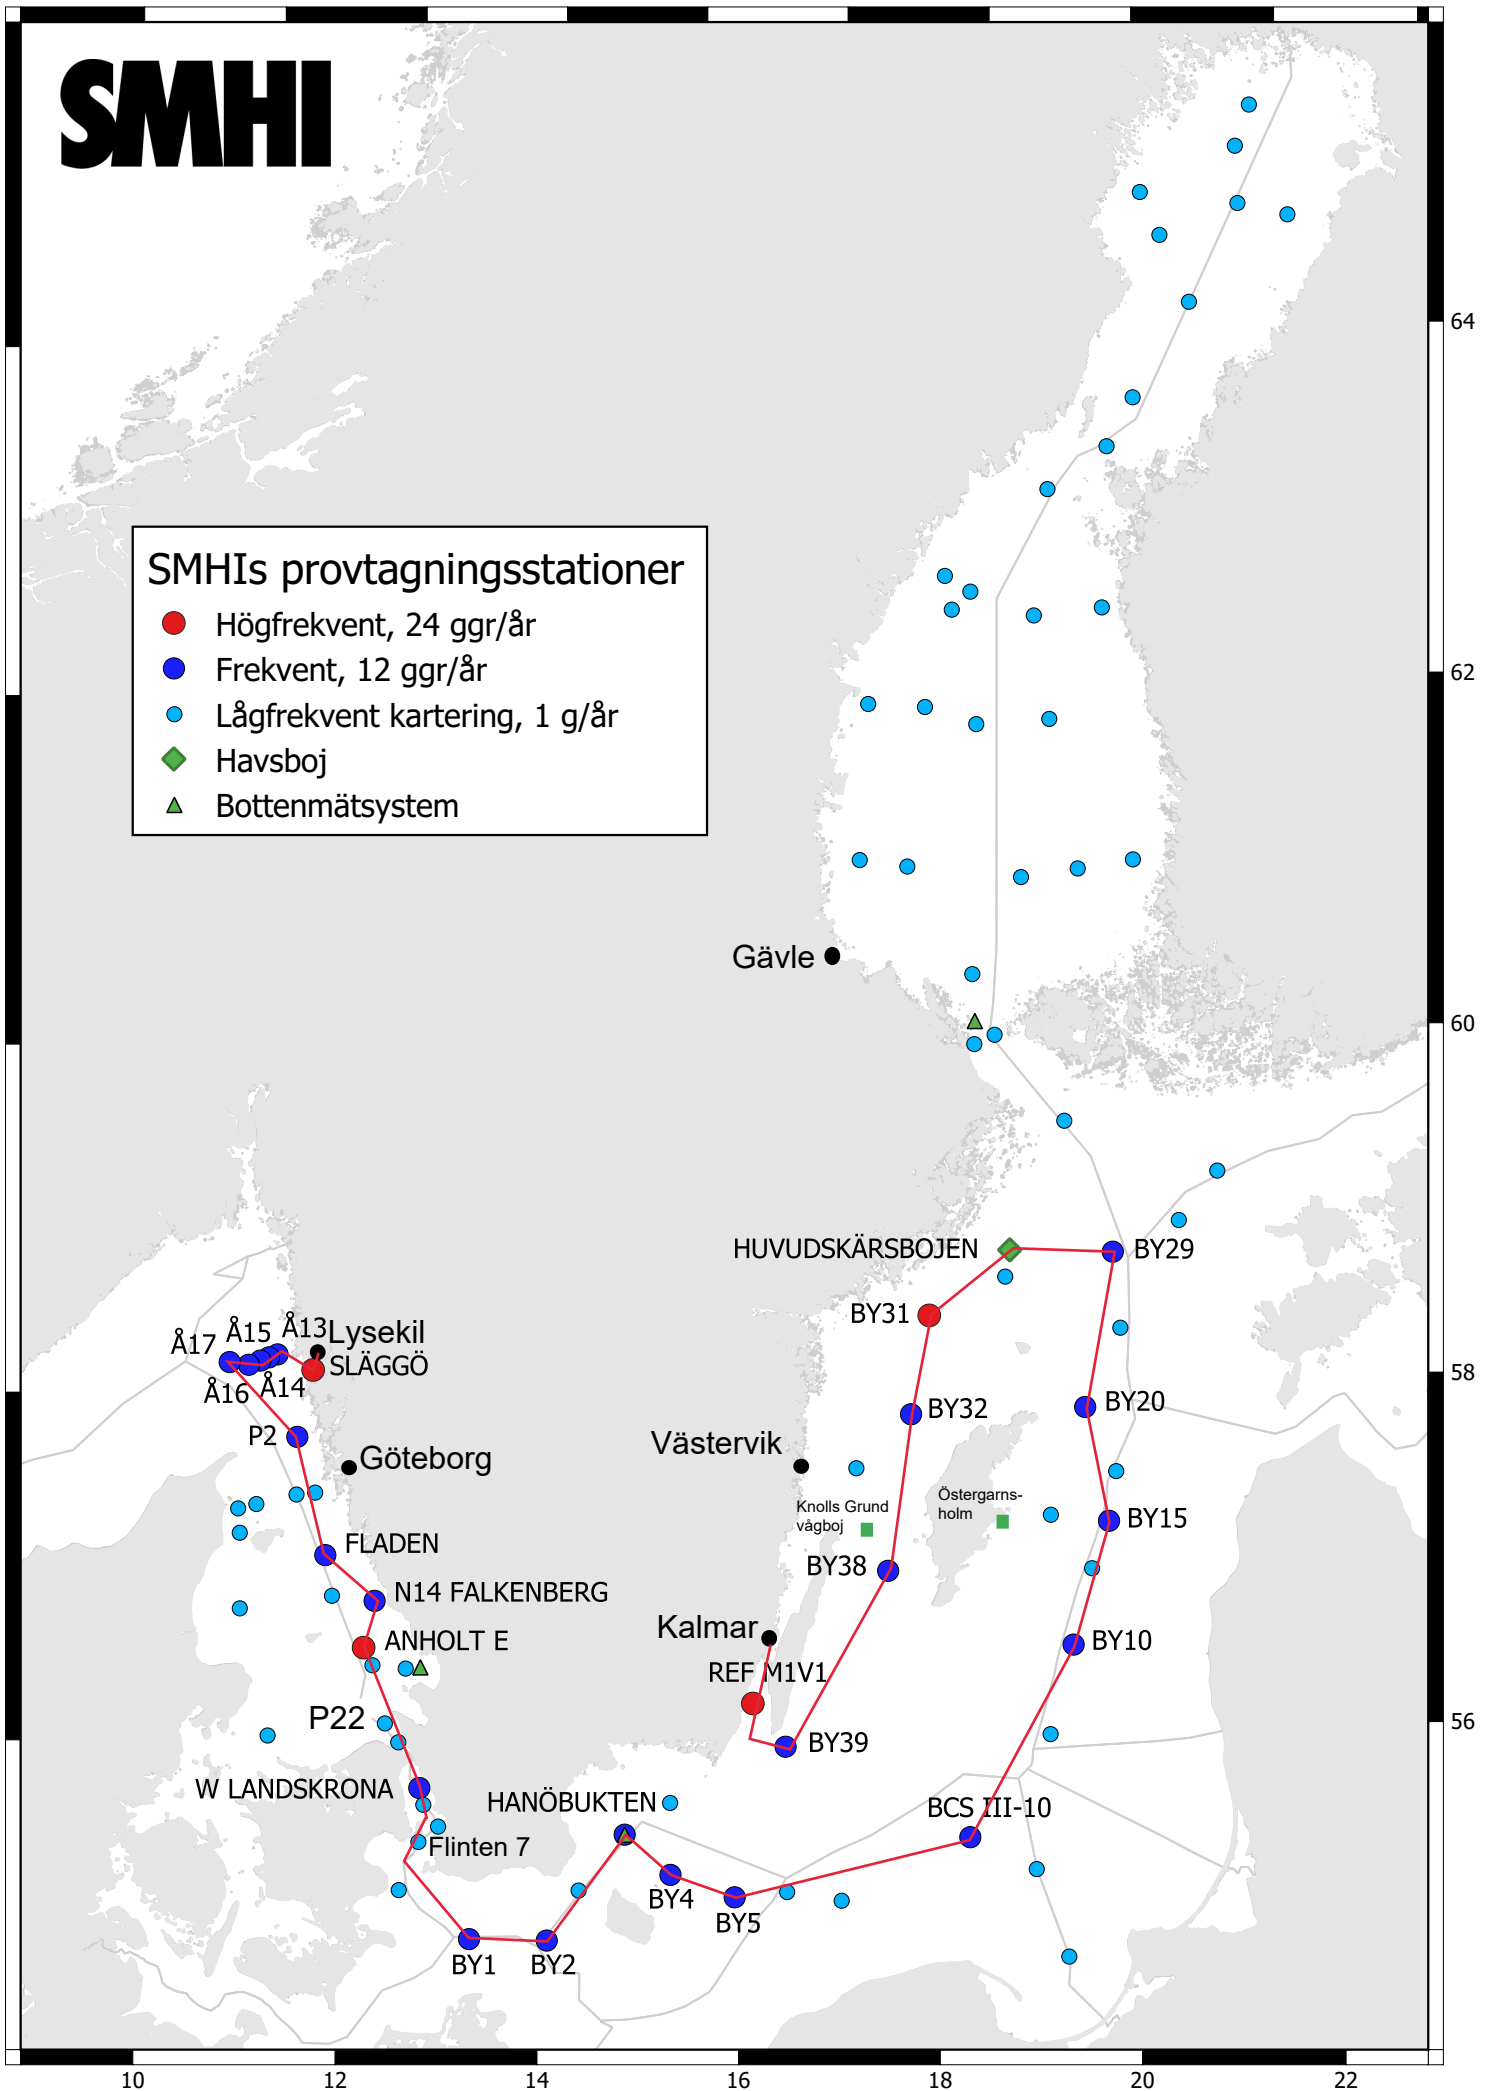 SMHI
SMHIs provtagningsstationer
Högfrekvent, 24 ggr/år
Frekvent, 12 ggr/år
Lågfrekvent kartering, 1 g/år
Havsboj
Bottenmätsystem
64
62
Gävle
60
HUVUDSKÄRSBOJEN
BY29
BY31
Å17
Å15
Å13
Lysekil
SLÄGGÖ
Å16
Å14
58
BY32
BY20
P2
Göteborg
Västervik
Knolls Grund
vågboj
Östergarns-
holm
BY15
FLADEN
BY38
N14 FALKENBERG
Kalmar
ANHOLT E
BY10
REF M1V1
P22
56
BY39
W LANDSKRONA
HANÖBUKTEN
BCS III-10
Flinten 7
BY4
BY5
BY1
BY2
10
12
14
16
18
20
22